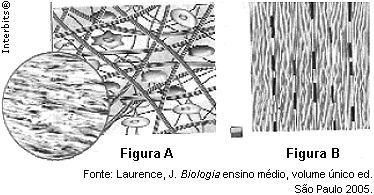 Interbits®
Figura A
Figura B
Fonte: Laurence, J. Biologia ensino médio, volume único ed.
São Paulo 2005.